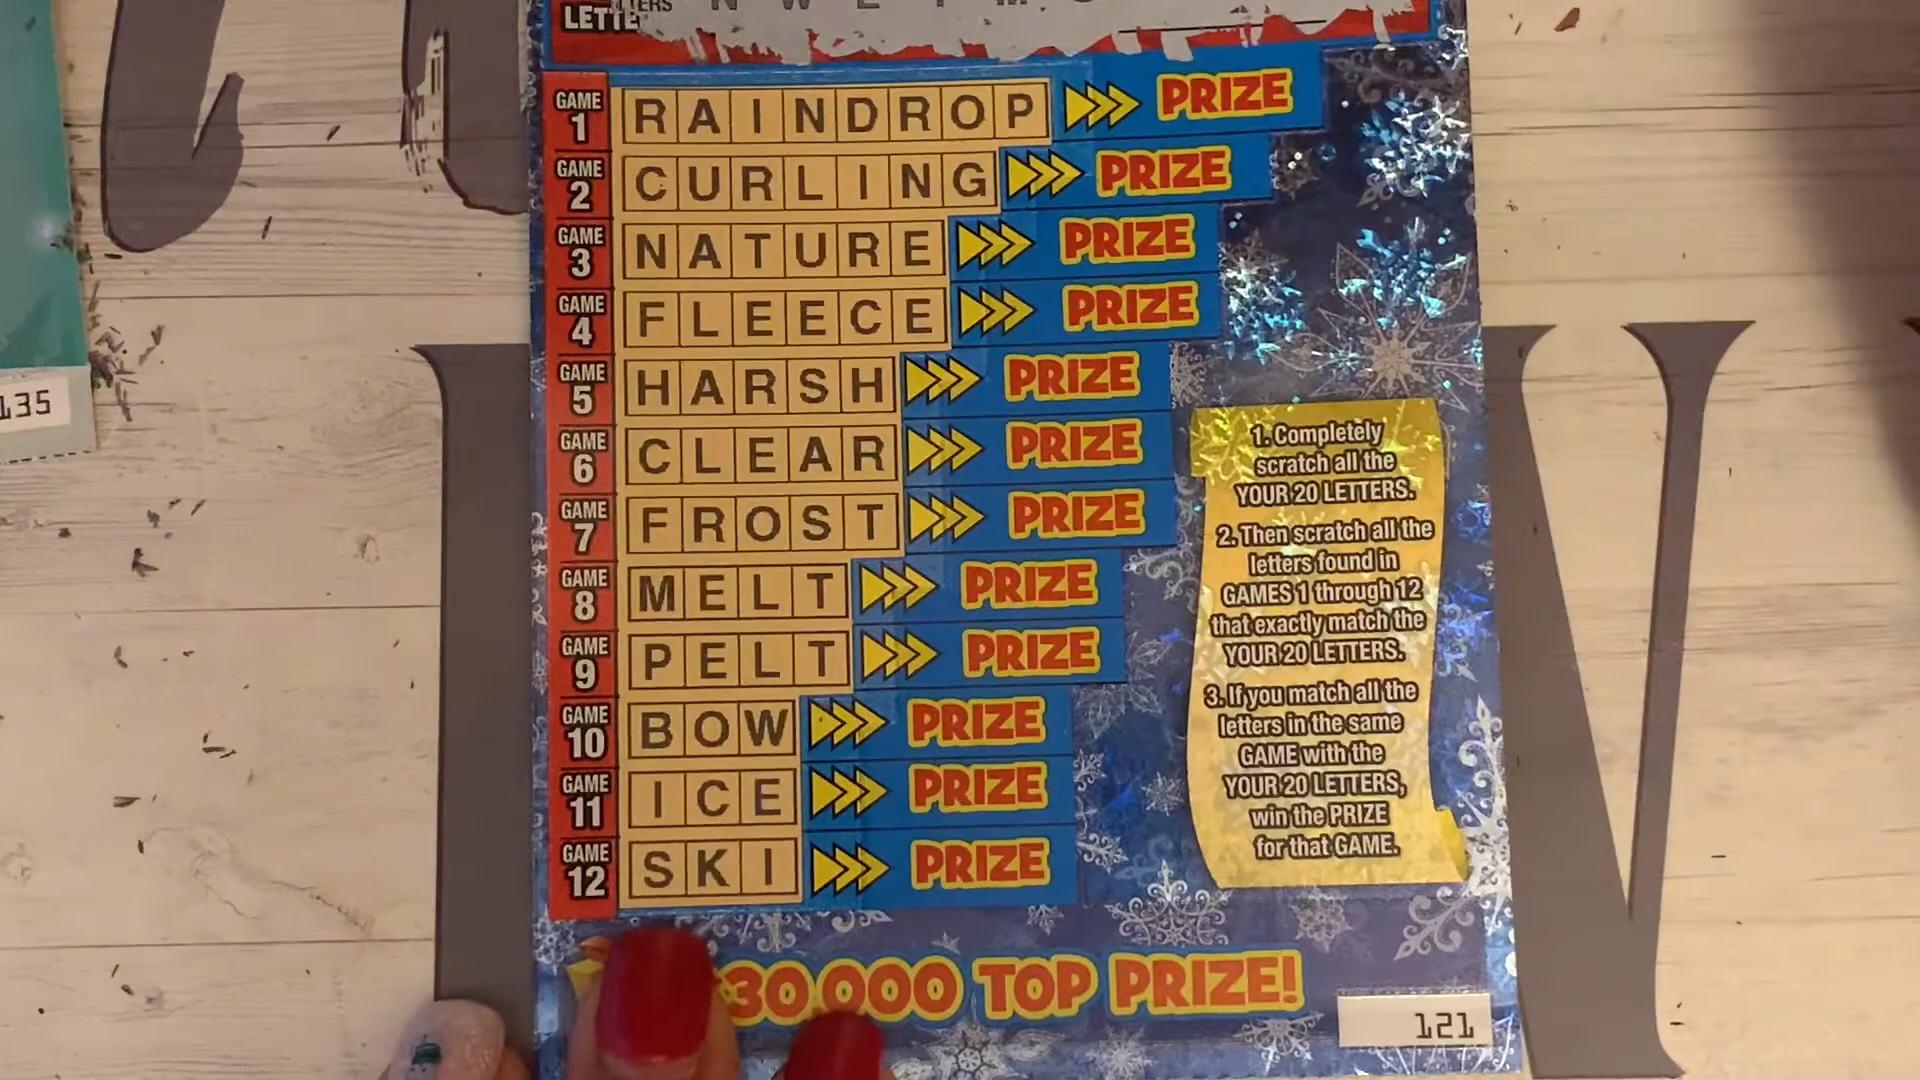 LETTE
GAME 1 RAINDROP PRIZE
GAME 2 CURLING PRIZE
GAME 3 NATURE PRIZE
GAME 4 FLEECE PRIZE
GAME 5 HARSH PRIZE
GAME 6 CLEAR PRIZE
GAME 7 FROST PRIZE
GAME 8 MELT PRIZE
GAME 9 PELT PRIZE
GAME 10 BOW PRIZE
GAME 11 ICE PRIZE
GAME 12 SKI PRIZE
1. Completely
scratch all the
YOUR 20 LETTERS.
2. Then scratch all the
letters found in
GAMES 1 through 12
that exactly match the
YOUR 20 LETTERS.
3. If you match all the
letters in the same
GAME with the
YOUR 20 LETTERS,
win the PRIZE
for that GAME.
30 000 TOP PRIZE!
121
135